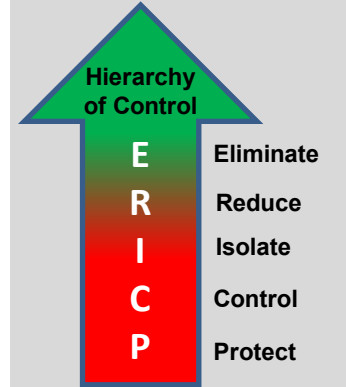 Hierarchy
of Control
E Eliminate
R Reduce
I Isolate
C Control
P Protect